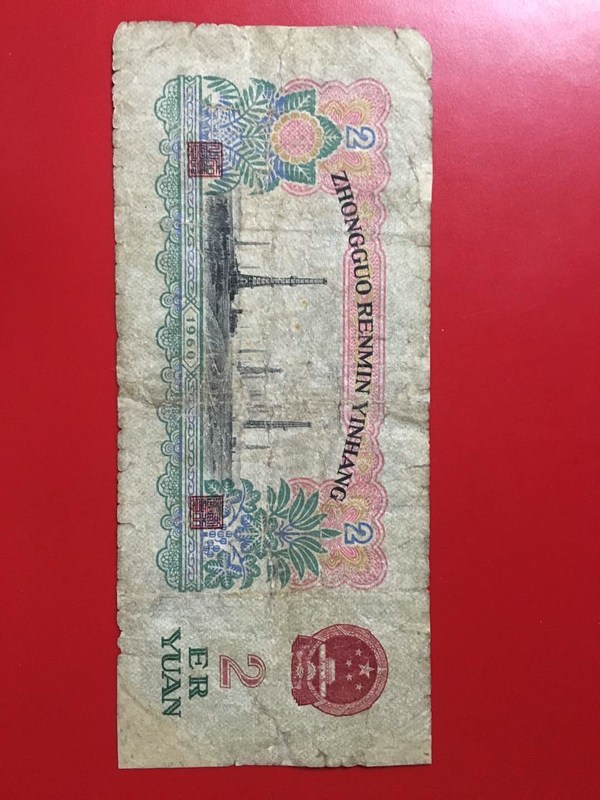 ZHONGGUO RENMIN YINHANG
2
2
1960
2
ER
YUAN